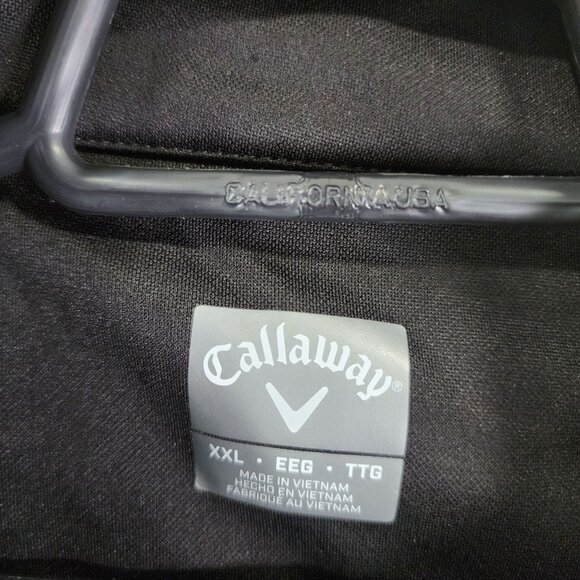 CALIFORNIA USA
Callaway®
XXL · EEG · TTG
MADE IN VIETNAM
HECHO EN VIETNAM
FABRIQUÉ AU VIETNAM